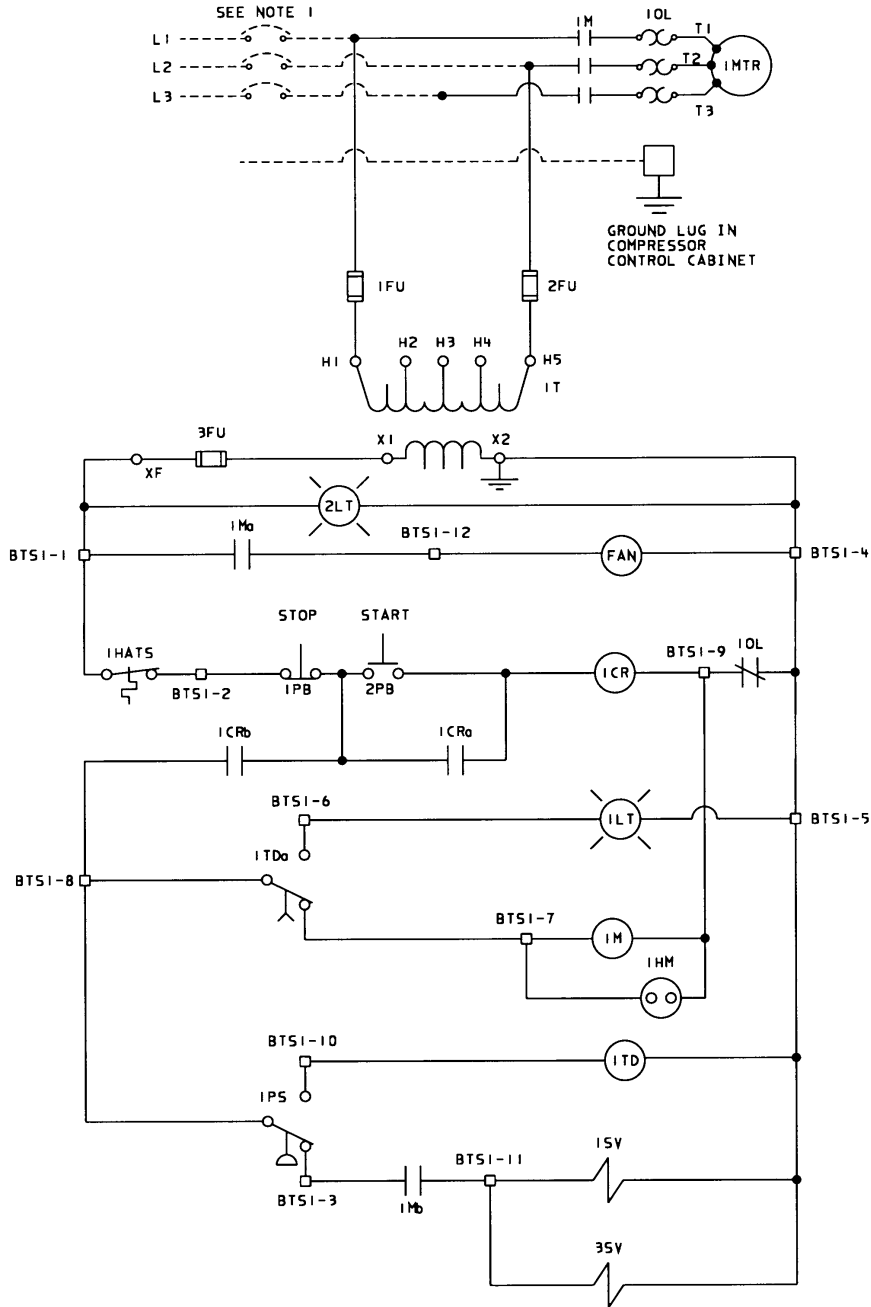 SEE NOTE 1
1M 1OL T1
L1
L2 T2 1MTR
L3
T3
GROUND LUG IN
COMPRESSOR
CONTROL CABINET
1FU 2FU
H1 H2 H3 H4 H5
1T
3FU X1 X2
XF
2LT
1Ma BTS1-12
BTS1-1 FAN BTS1-4
STOP START
1HATS BTS1-9 1OL
BTS1-2 1PB 2PB 1CR
1CRb 1CRa
BTS1-6
1LT BTS1-5
1TDa
BTS1-8
BTS1-7
1M
1HM
BTS1-10
1TD
1PS
1SV
BTS1-11
BTS1-3 1Mb
3SV